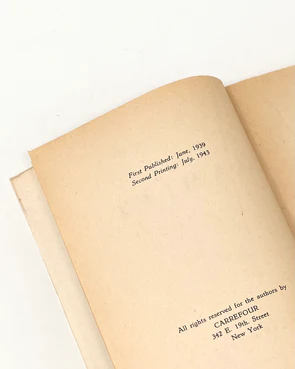 First Published: June, 1939
Second Printing: July, 1943
All rights reserved for the authors by
CARREFOUR
342 E. 19th. Street
New York